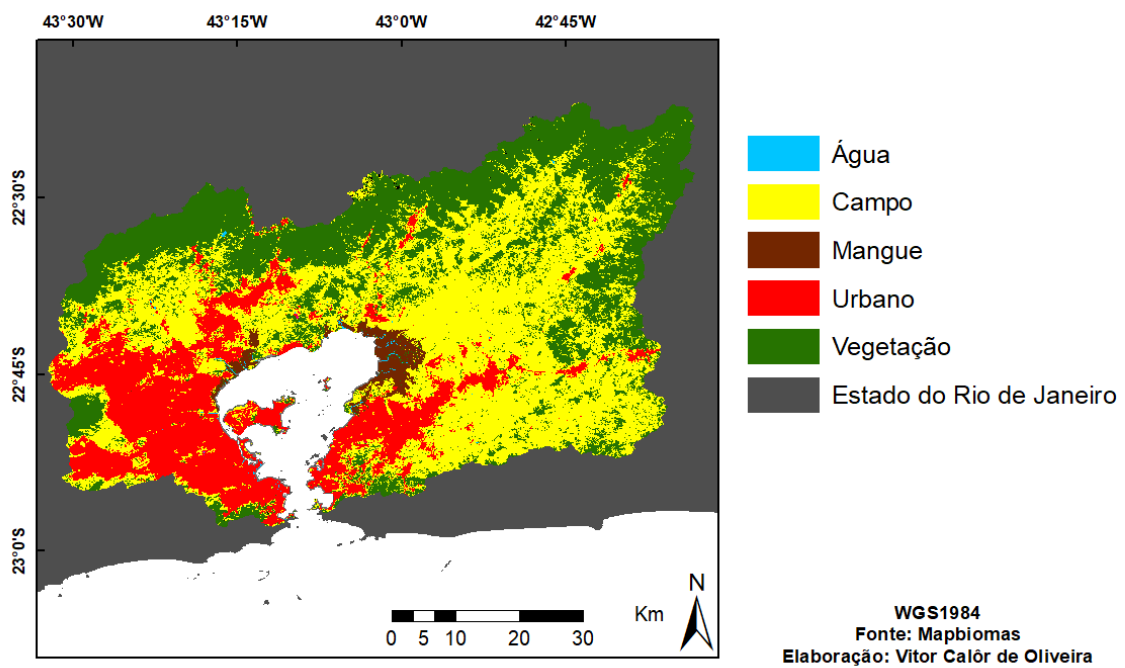 43°30'W 43°15'W 43°0'W 42°45'W
22°30'S
22°45'S
23°0'S
Água
Campo
Mangue
Urbano
Vegetação
Estado do Rio de Janeiro
N
Km
0 5 10 20 30
WGS1984
Fonte: Mapbiomas
Elaboração: Vitor Calôr de Oliveira